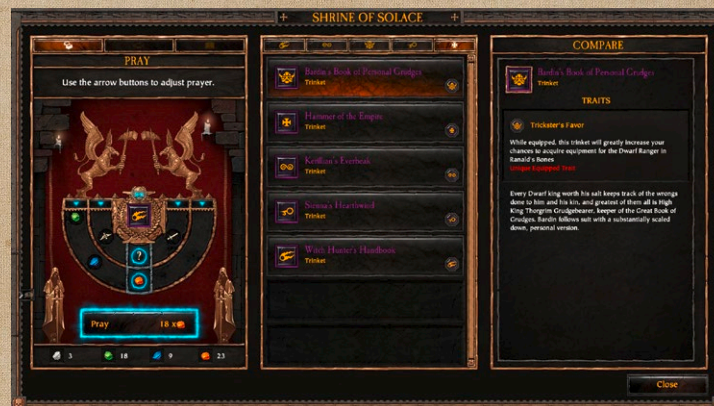 SHRINE OF SOLACE
PRAY
Use the arrow buttons to adjust prayer.
?
Pray 18 x
3 18 9 23
Bardin's Book of Personal Grudges
Trinket
Hammer of the Empire
Trinket
Kerillian's Everbeak
Trinket
Sienna's Hearthward
Trinket
Witch Hunter's Handbook
Trinket
COMPARE
Bardin's Book of Personal Grudges
Trinket
TRAITS
Trickster's Favor
While equipped, this trinket will greatly increase your
chances to acquire equipment for the Dwarf Ranger in
Ranald's Bones
Unique Equipped Trait
Every Dwarf king worth his salt keeps track of the wrongs
done to him and his kin, and greatest of them all is High
King Thorgrim Grudgebearer, keeper of the Great Book of
Grudges. Bardin follows suit with a substantially scaled
down, personal version.
Close